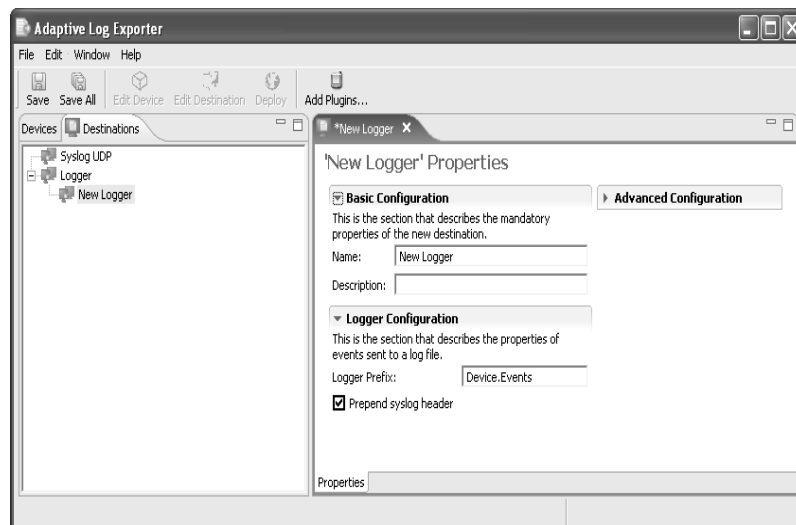 Adaptive Log Exporter
File Edit Window Help
Save Save All Edit Device Edit Destination Deploy Add Plugins...
Devices Destinations
Syslog UDP
Logger
New Logger
*New Logger
'New Logger' Properties
Basic Configuration
This is the section that describes the mandatory
properties of the new destination.
Name: New Logger
Description:
Logger Configuration
This is the section that describes the properties of
events sent to a log file.
Logger Prefix: Device.Events
Prepend syslog header
Advanced Configuration
Properties